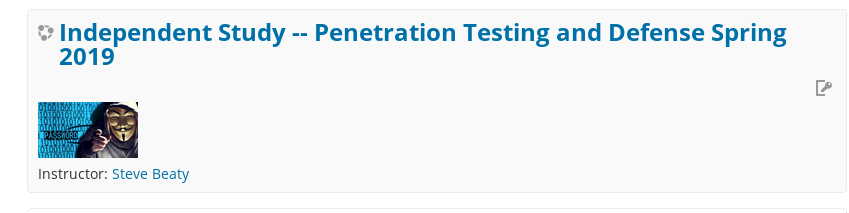 Independent Study -- Penetration Testing and Defense Spring
2019
PASSWORD
Instructor: Steve Beaty